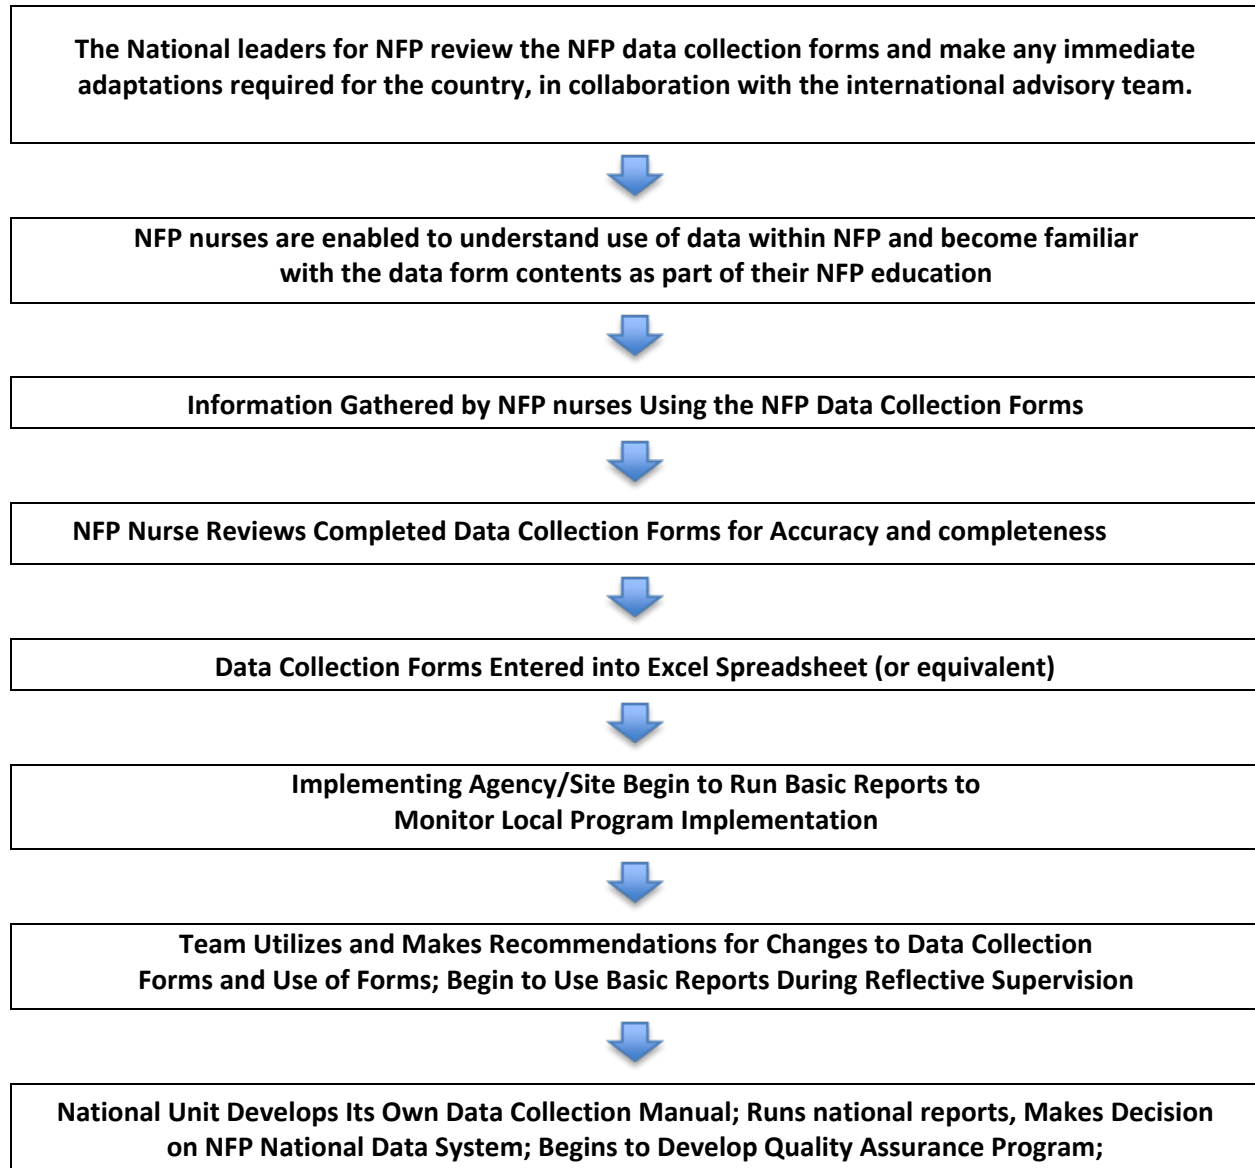 The National leaders for NFP review the NFP data collection forms and make any immediate
adaptations required for the country, in collaboration with the international advisory team.
NFP nurses are enabled to understand use of data within NFP and become familiar
with the data form contents as part of their NFP education
Information Gathered by NFP nurses Using the NFP Data Collection Forms
NFP Nurse Reviews Completed Data Collection Forms for Accuracy and completeness
Data Collection Forms Entered into Excel Spreadsheet (or equivalent)
Implementing Agency/Site Begin to Run Basic Reports to
Monitor Local Program Implementation
Team Utilizes and Makes Recommendations for Changes to Data Collection
Forms and Use of Forms; Begin to Use Basic Reports During Reflective Supervision
National Unit Develops Its Own Data Collection Manual; Runs national reports, Makes Decision
on NFP National Data System; Begins to Develop Quality Assurance Program;